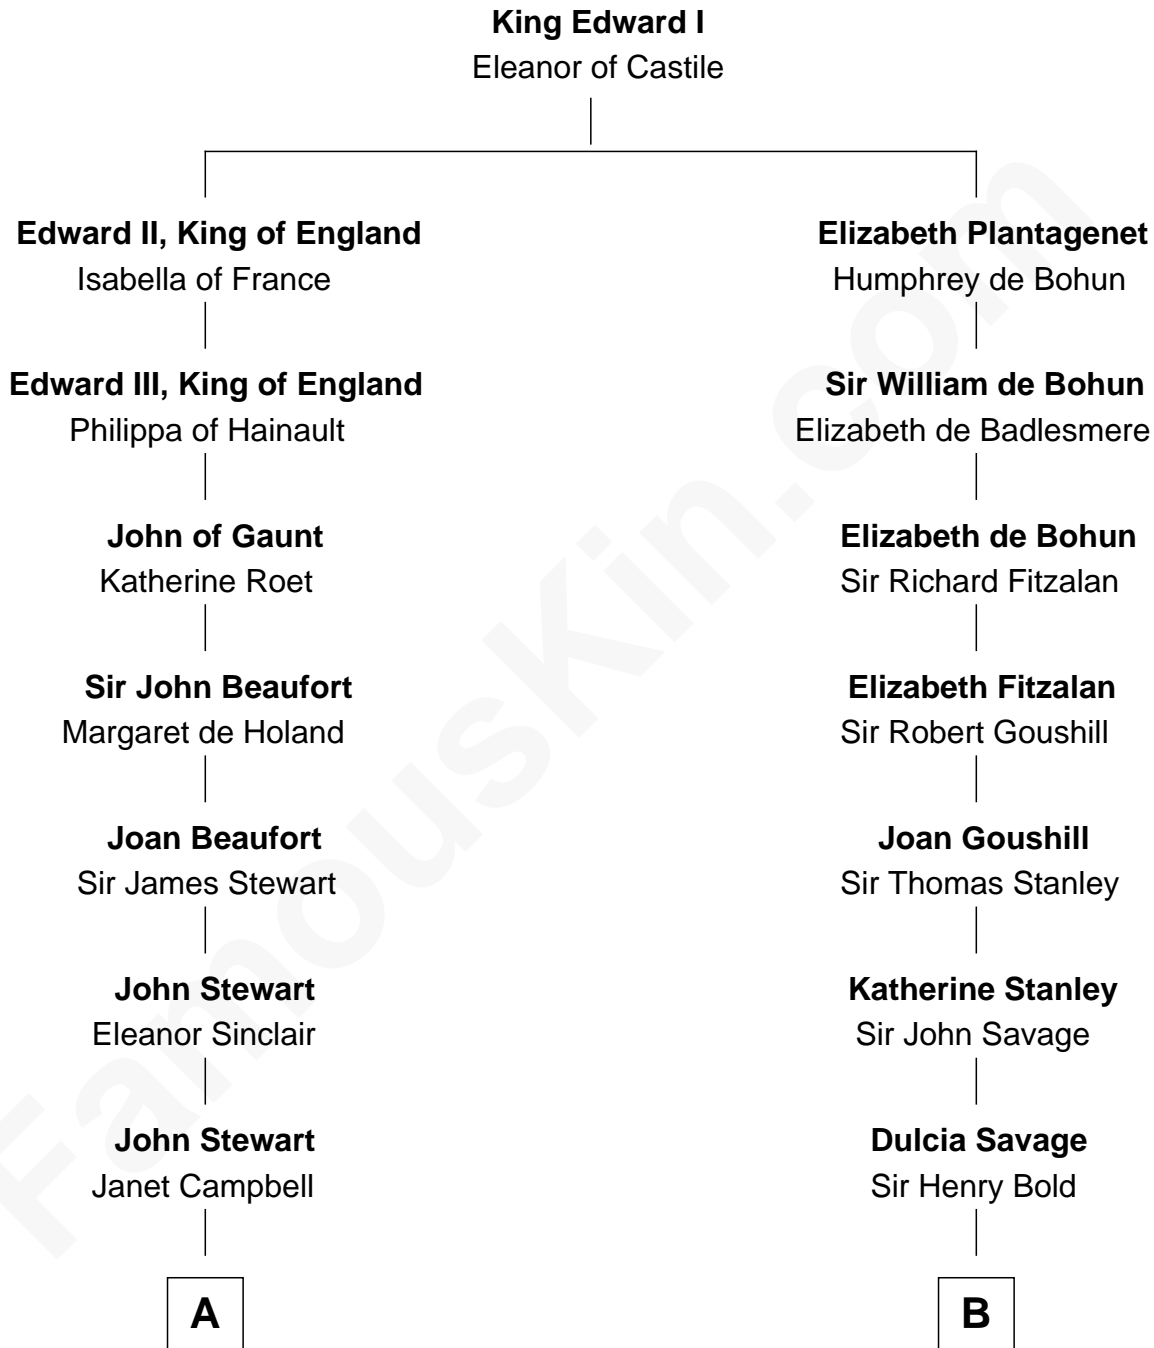 King Edward I
Eleanor of Castile
Edward II, King of England
Isabella of France
Elizabeth Plantagenet
Humphrey de Bohun
Edward III, King of England
Philippa of Hainault
Sir William de Bohun
Elizabeth de Badlesmere
John of Gaunt
Katherine Roet
Elizabeth de Bohun
Sir Richard Fitzalan
Sir John Beaufort
Margaret de Holand
Elizabeth Fitzalan
Sir Robert Goushill
Joan Beaufort
Sir James Stewart
Joan Goushill
Sir Thomas Stanley
John Stewart
Eleanor Sinclair
Katherine Stanley
Sir John Savage
John Stewart
Janet Campbell
Dulcia Savage
Sir Henry Bold
A
B
FamousKin.com